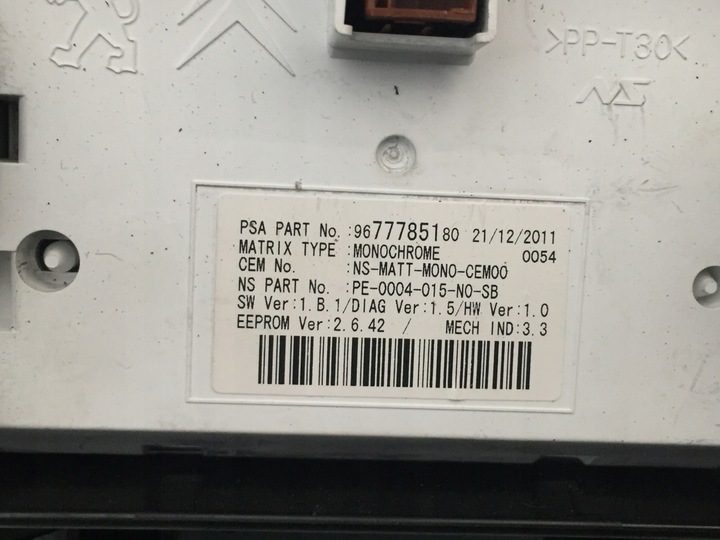 >PP-T30<
NS
PSA PART No. :9677785180 21/12/2011
MATRIX TYPE :MONOCHROME 0054
CEM No. :NS-MATT-MONO-CEM00
NS PART No. :PE-0004-015-NO-SB
SW Ver:1.B.1/DIAG Ver:1.5/HW Ver:1.0
EEPROM Ver:2.6.42 / MECH IND:3.3